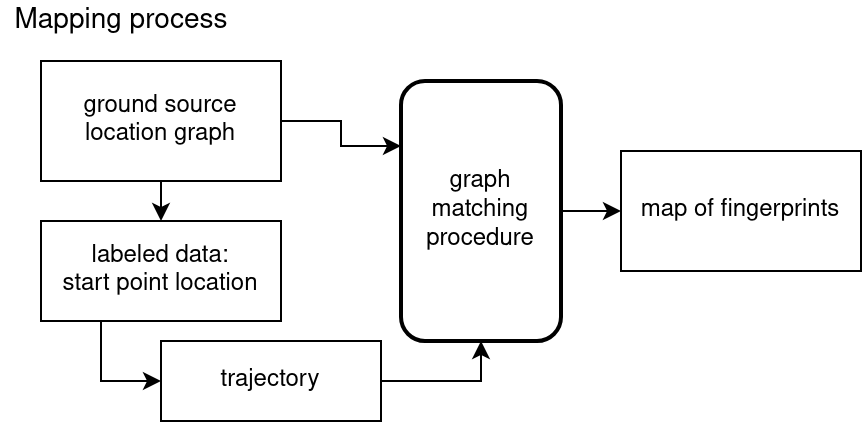 Mapping process
ground source
location graph
labeled data:
start point location
trajectory
graph
matching
procedure
map of fingerprints